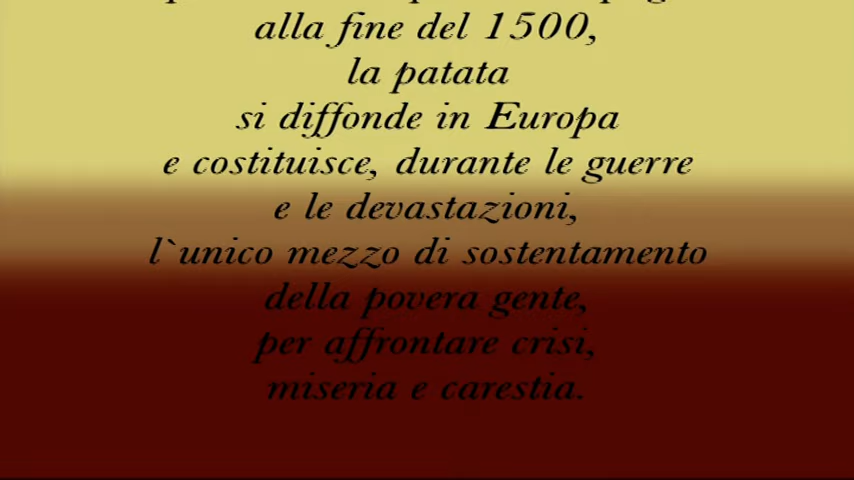 alla fine del 1500,
la patata
si diffonde in Europa
e costituisce, durante le guerre
e le devastazioni,
l`unico mezzo di sostentamento
della povera gente,
per affrontare crisi,
miseria e carestia.